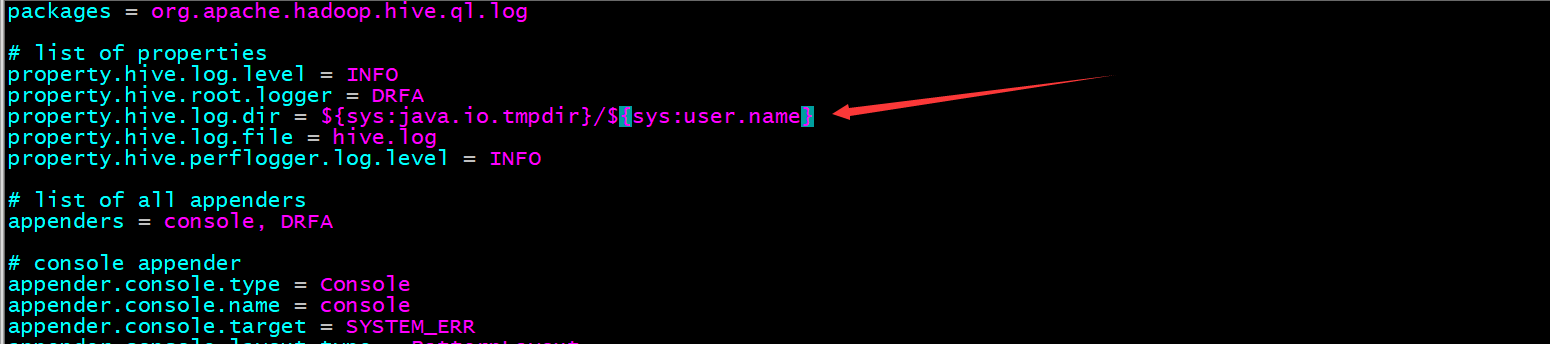 packages = org.apache.hadoop.hive.ql.log
# list of properties
property.hive.log.level = INFO
property.hive.root.logger = DRFA
property.hive.log.dir = ${sys:java.io.tmpdir}/${sys:user.name}
property.hive.log.file = hive.log
property.hive.perflogger.log.level = INFO
# list of all appenders
appenders = console, DRFA
# console appender
appender.console.type = Console
appender.console.name = console
appender.console.target = SYSTEM_ERR